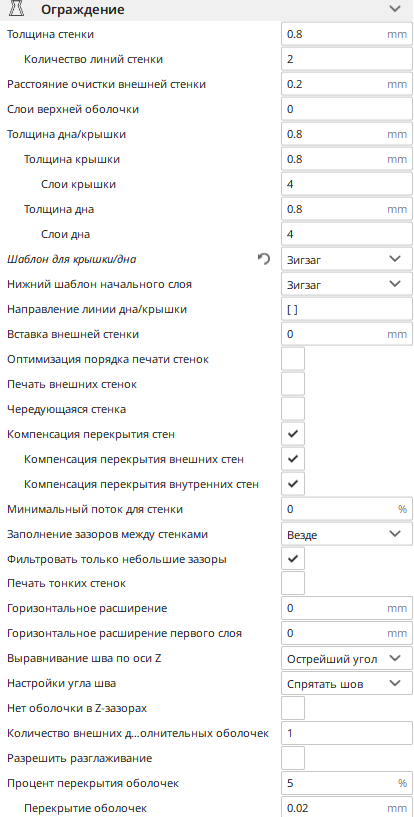 Ограждение
Толщина стенки 0.8 mm
Количество линий стенки 2
Расстояние очистки внешней стенки 0.2 mm
Слои верхней оболочки 0
Толщина дна/крышки 0.8 mm
Толщина крышки 0.8 mm
Слои крышки 4
Толщина дна 0.8 mm
Слои дна 4
Шаблон для крышки/дна Зигзаг
Нижний шаблон начального слоя Зигзаг
Направление линии дна/крышки [ ]
Вставка внешней стенки 0 mm
Оптимизация порядка печати стенок
Печать внешних стенок
Чередующаяся стенка
Компенсация перекрытия стен
Компенсация перекрытия внешних стен
Компенсация перекрытия внутренних стен
Минимальный поток для стенки 0 %
Заполнение зазоров между стенками Везде
Фильтровать только небольшие зазоры
Печать тонких стенок
Горизонтальное расширение 0 mm
Горизонтальное расширение первого слоя 0 mm
Выравнивание шва по оси Z Острейший угол
Настройки угла шва Спрятать шов
Нет оболочки в Z-зазорах
Количество внешних д...олнительных оболочек 1
Разрешить разглаживание
Процент перекрытия оболочек 5 %
Перекрытие оболочек 0.02 mm